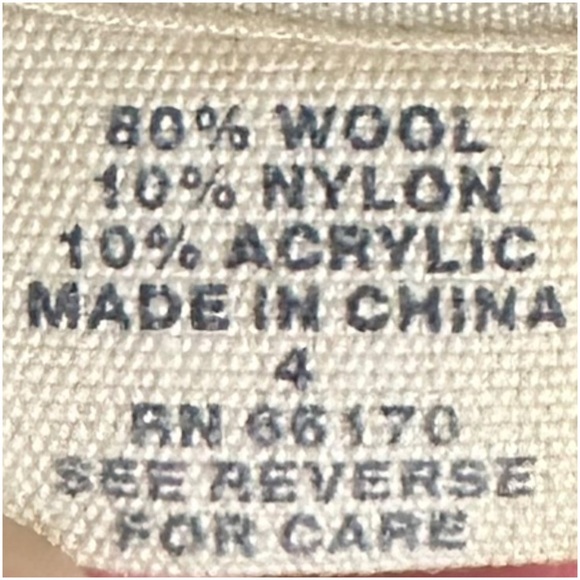 80% WOOL
10% NYLON
10% ACRYLIC
MADE IN CHINA
4
RN 66170
SEE REVERSE
FOR CARE